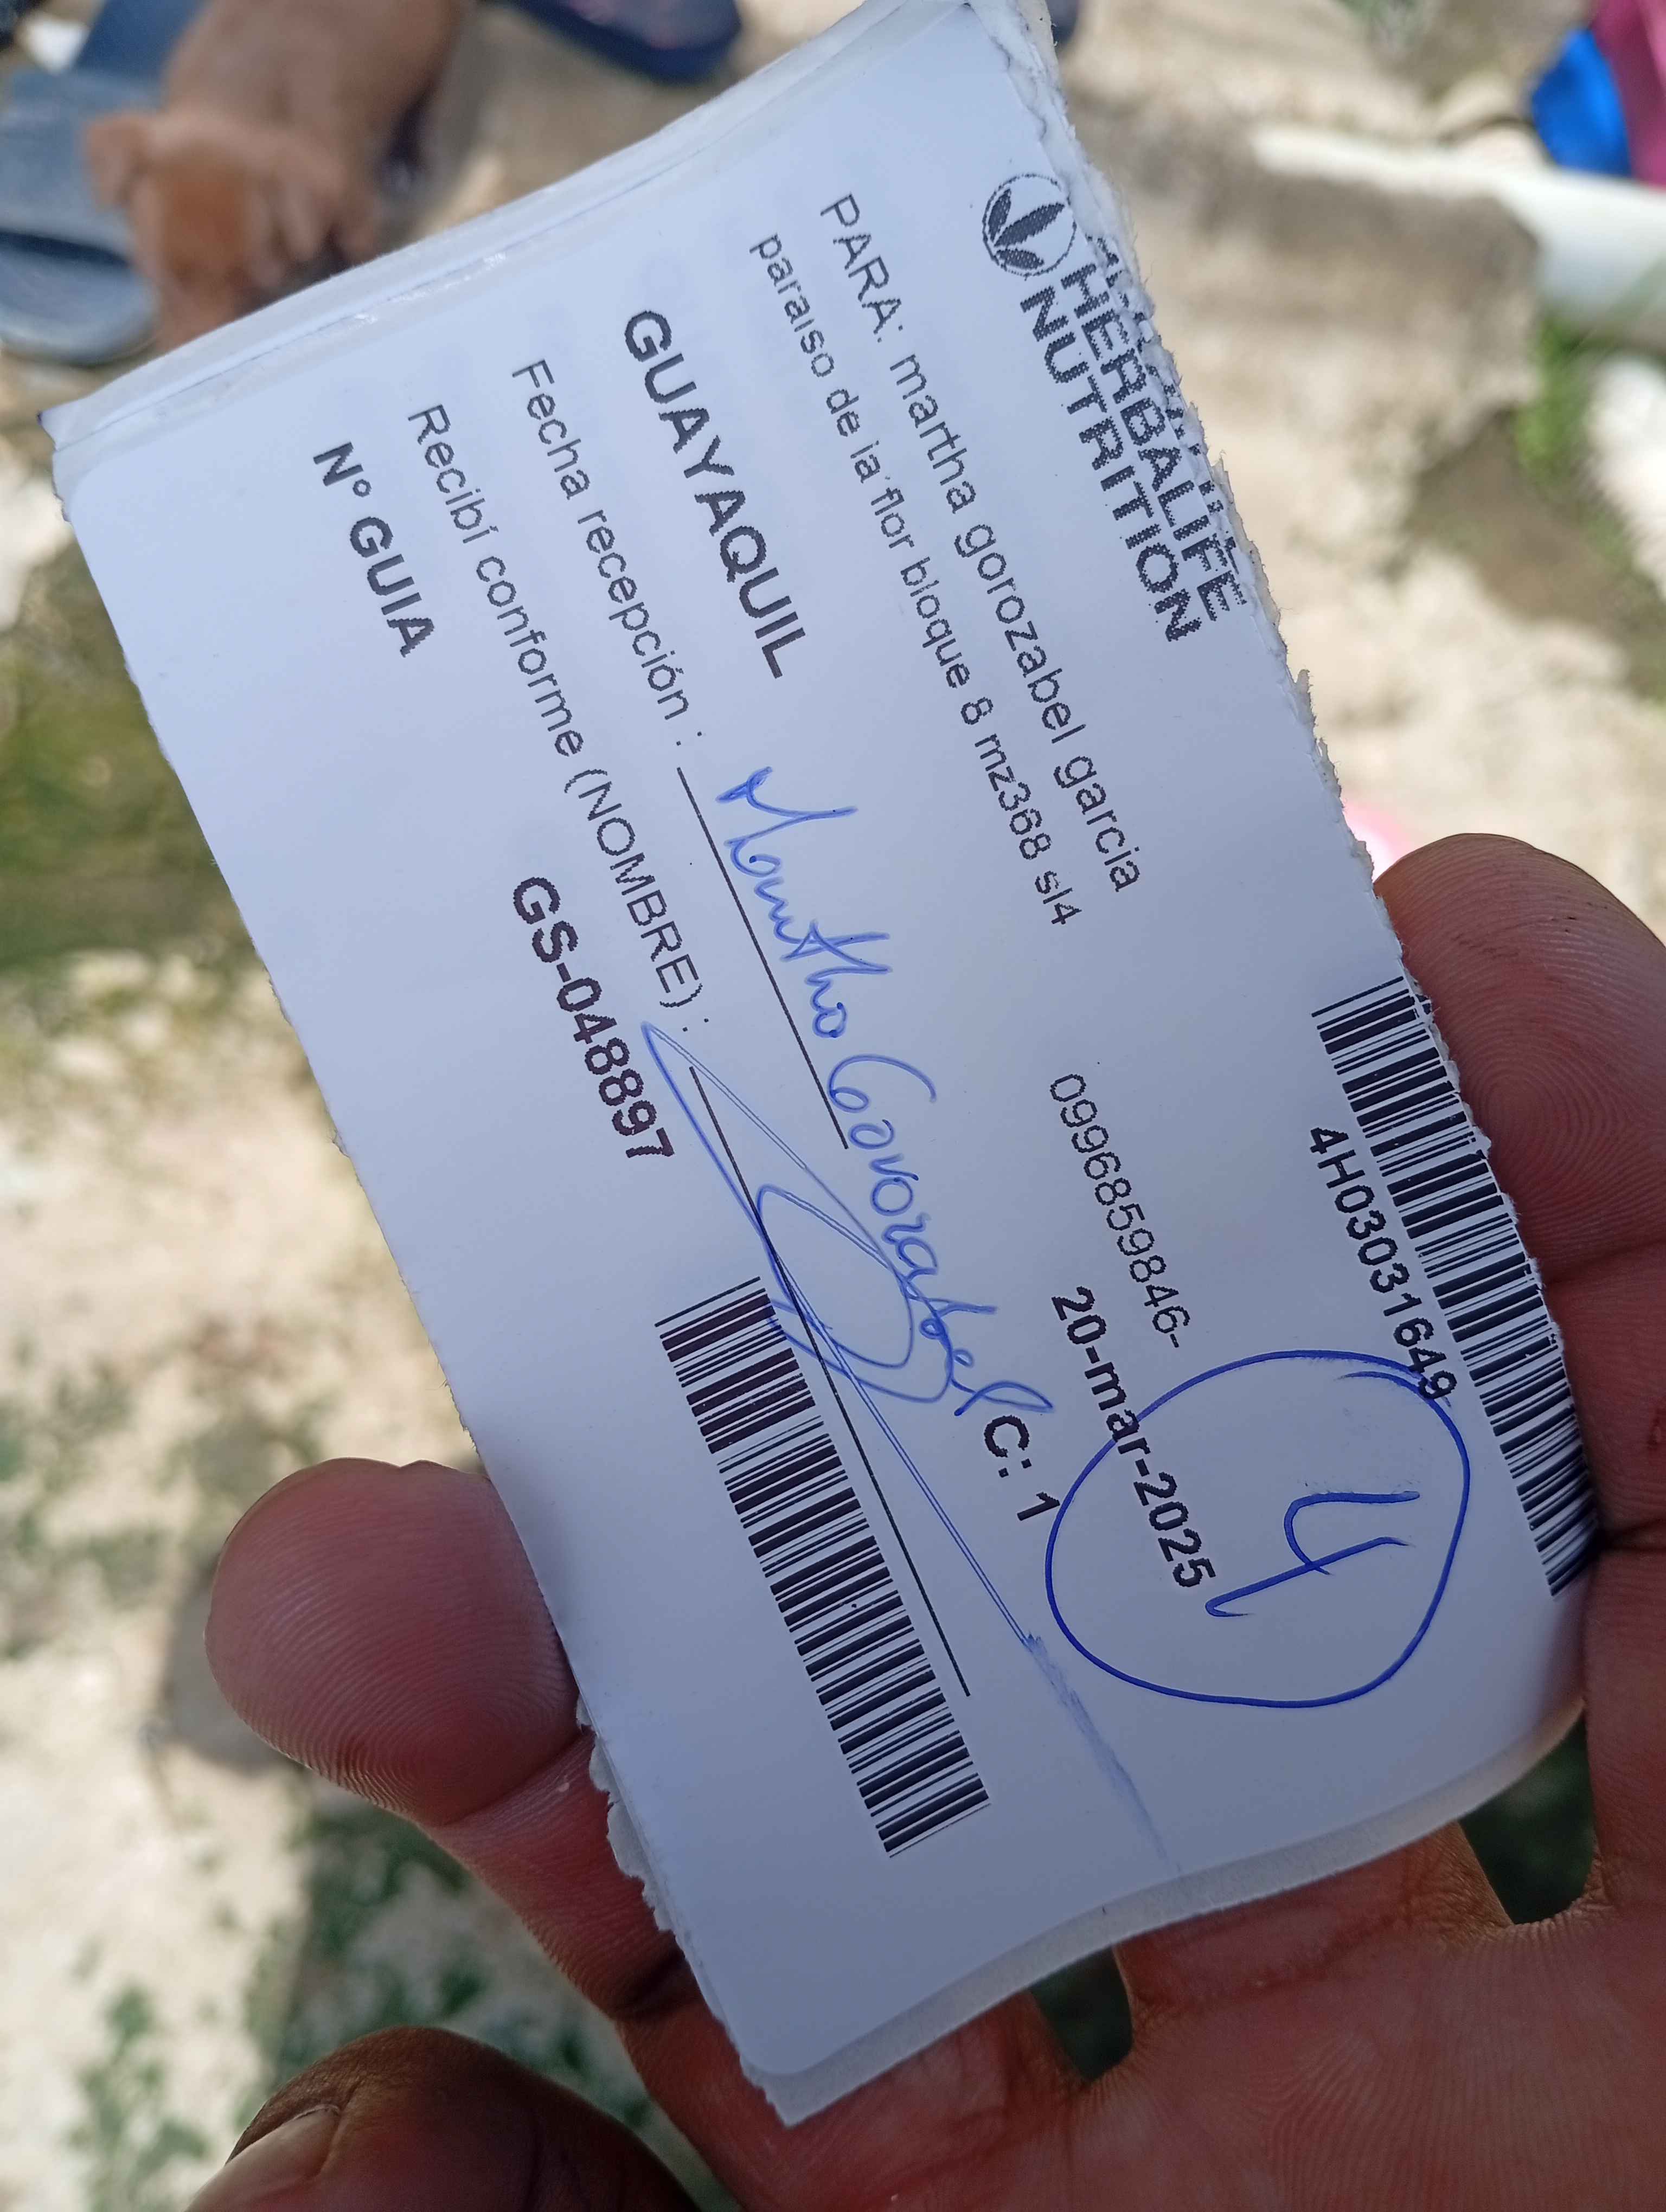 HERBALIFE
NUTRITION
4H03031649
4
PARA: martha gorozabel garcia
0996859846-
paraiso de la flor bloque 8 mz368 sl4
20-mar-2025
GUAYAQUIL
C: 1
Fecha recepción : Martha Gorozabel
Recibí conforme (NOMBRE) :
N° GUIA
GS-048897